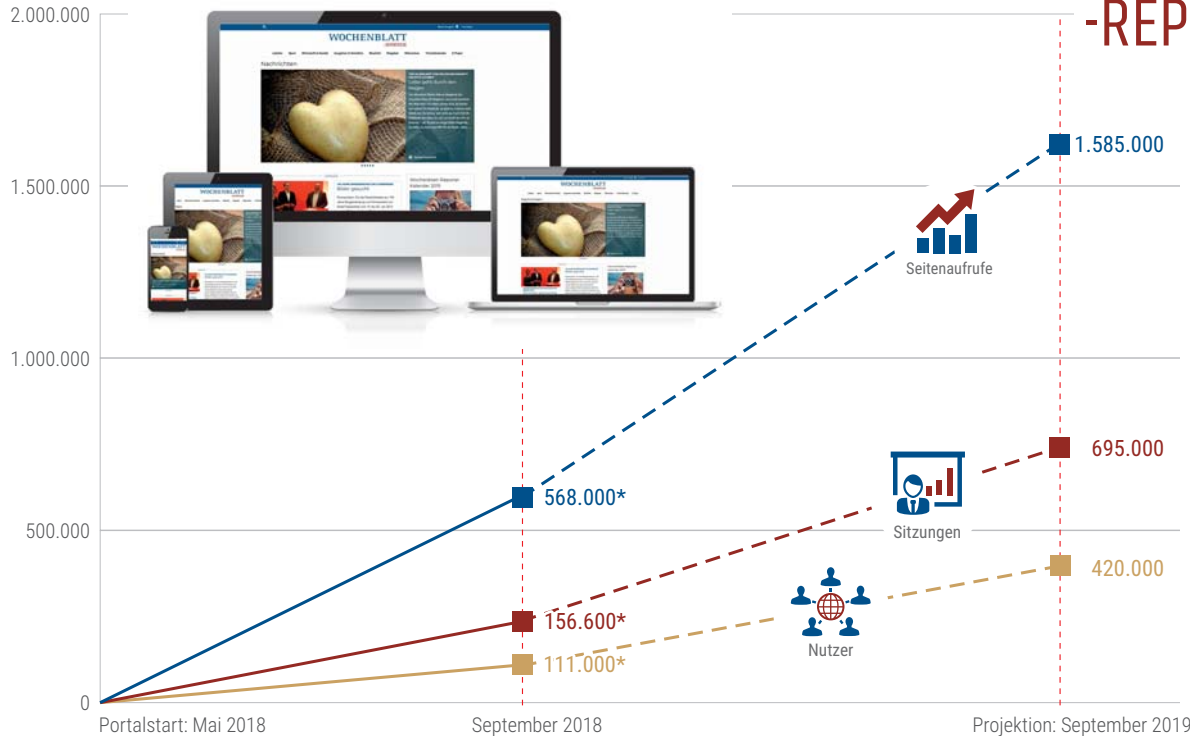 2.000.000
-REP
WOCHENBLATT
Nachrichten
1.585.000
1.500.000
Seitenaufrufe
1.000.000
695.000
568.000*
500.000
Sitzungen
420.000
156.600*
Nutzer
111.000*
0
Portalstart: Mai 2018
September 2018
Projektion: September 2019